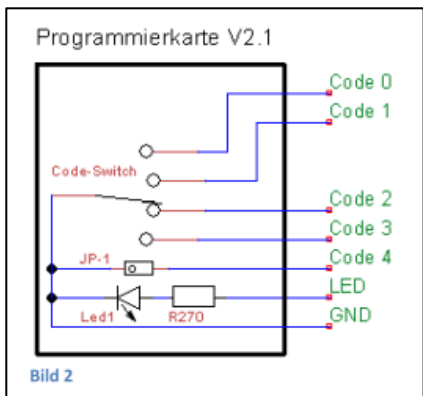 Programmierkarte V2.1
Code 0
Code 1
Code-Switch
Code 2
Code 3
JP-1
Code 4
LED
Led1
R270
GND
Bild 2